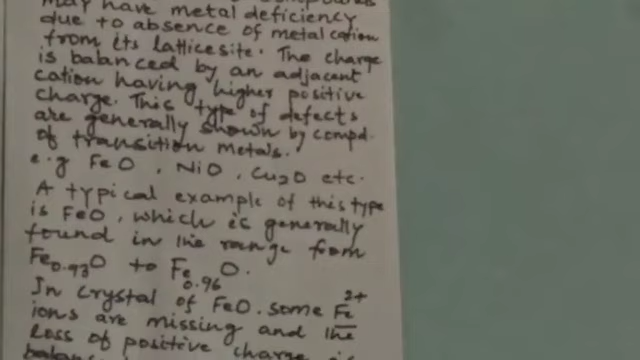 may have metal deficiency
due to absence of metal cation
from its lattice site. The charge
is balanced by an adjacent
cation having higher positive
charge. This type of defects
are generally shown by compd.
of transition metals.
e.g FeO, NiO, Cu2O etc.
A typical example of this type
is FeO, which is generally
found in the range from
Fe0.93O to Fe0.96O.
In crystal of FeO. some Fe2+
ions are missing and the
loss of positive charge is